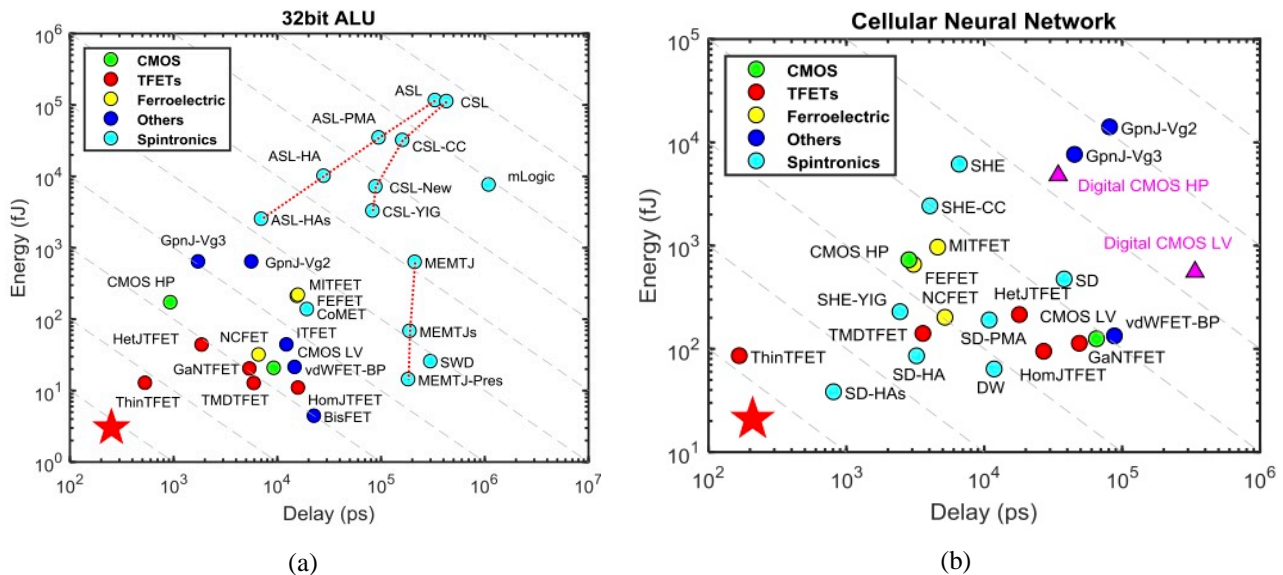 32bit ALU
10^6
10^5
10^4
10^3
10^2
10^1
10^0
Energy (fJ)
CMOS
TFETs
Ferroelectric
Others
Spintronics
ASL
CSL
ASL-PMA
CSL-CC
ASL-HA
mLogic
CSL-New
ASL-HAs
CSL-YIG
GpnJ-Vg3
GpnJ-Vg2
MEMTJ
CMOS HP
MITFET
FEFET
CoMET
HetJTFET
NCFET
ITFET
MEMTJs
CMOS LV
GaNTFET
vdWFET-BP
SWD
MEMTJ-Pres
ThinTFET
TMDTFET
HomJTFET
BisFET
10^2 10^3 10^4 10^5 10^6 10^7
Delay (ps)
(a)
Cellular Neural Network
10^5
10^4
10^3
10^2
10^1
Energy (fJ)
CMOS
TFETs
Ferroelectric
Others
Spintronics
GpnJ-Vg2
GpnJ-Vg3
SHE
Digital CMOS HP
SHE-CC
CMOS HP
MITFET
Digital CMOS LV
FEFET
SHE-YIG
NCFET
HetJTFET
SD
TMDTFET
SD-PMA
CMOS LV
vdWFET-BP
ThinTFET
SD-HA
GaNTFET
HomJTFET
DW
SD-HAs
10^2 10^3 10^4 10^5 10^6
Delay (ps)
(b)